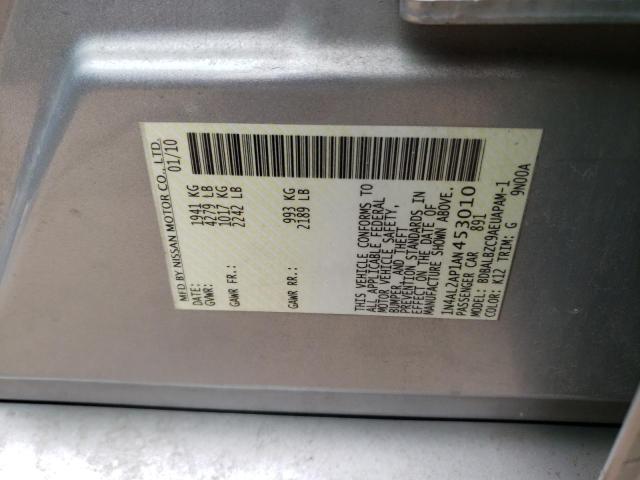 MFD BY NISSAN MOTOR CO., LTD.
DATE: 01/10
GVWR: 1941 KG
4279 LB
GAWR FR.: 1017 KG
2242 LB
GAWR RR.: 993 KG
2189 LB
THIS VEHICLE CONFORMS TO
ALL APPLICABLE FEDERAL
MOTOR VEHICLE SAFETY,
BUMPER, AND THEFT
PREVENTION STANDARDS IN
EFFECT ON THE DATE OF
MANUFACTURE SHOWN ABOVE.
1N4AL2AP1AN453010
PASSENGER CAR 891
MODEL: BDBALBZC9AEUAPAM-1
COLOR: K12 TRIM: G 9N00A